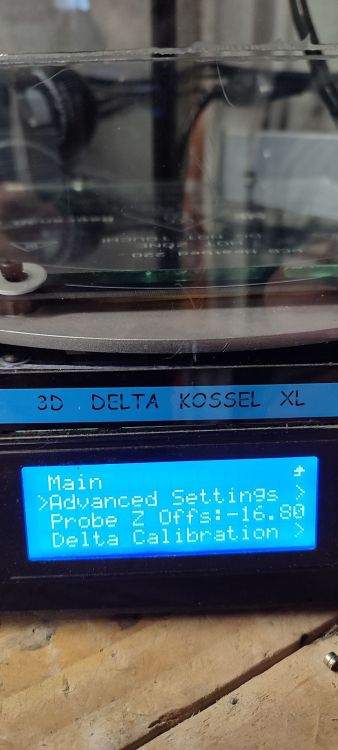 3D DELTA KOSSEL XL
Main
>Advanced Settings >
Probe Z Offs:-16.80
Delta Calibration >